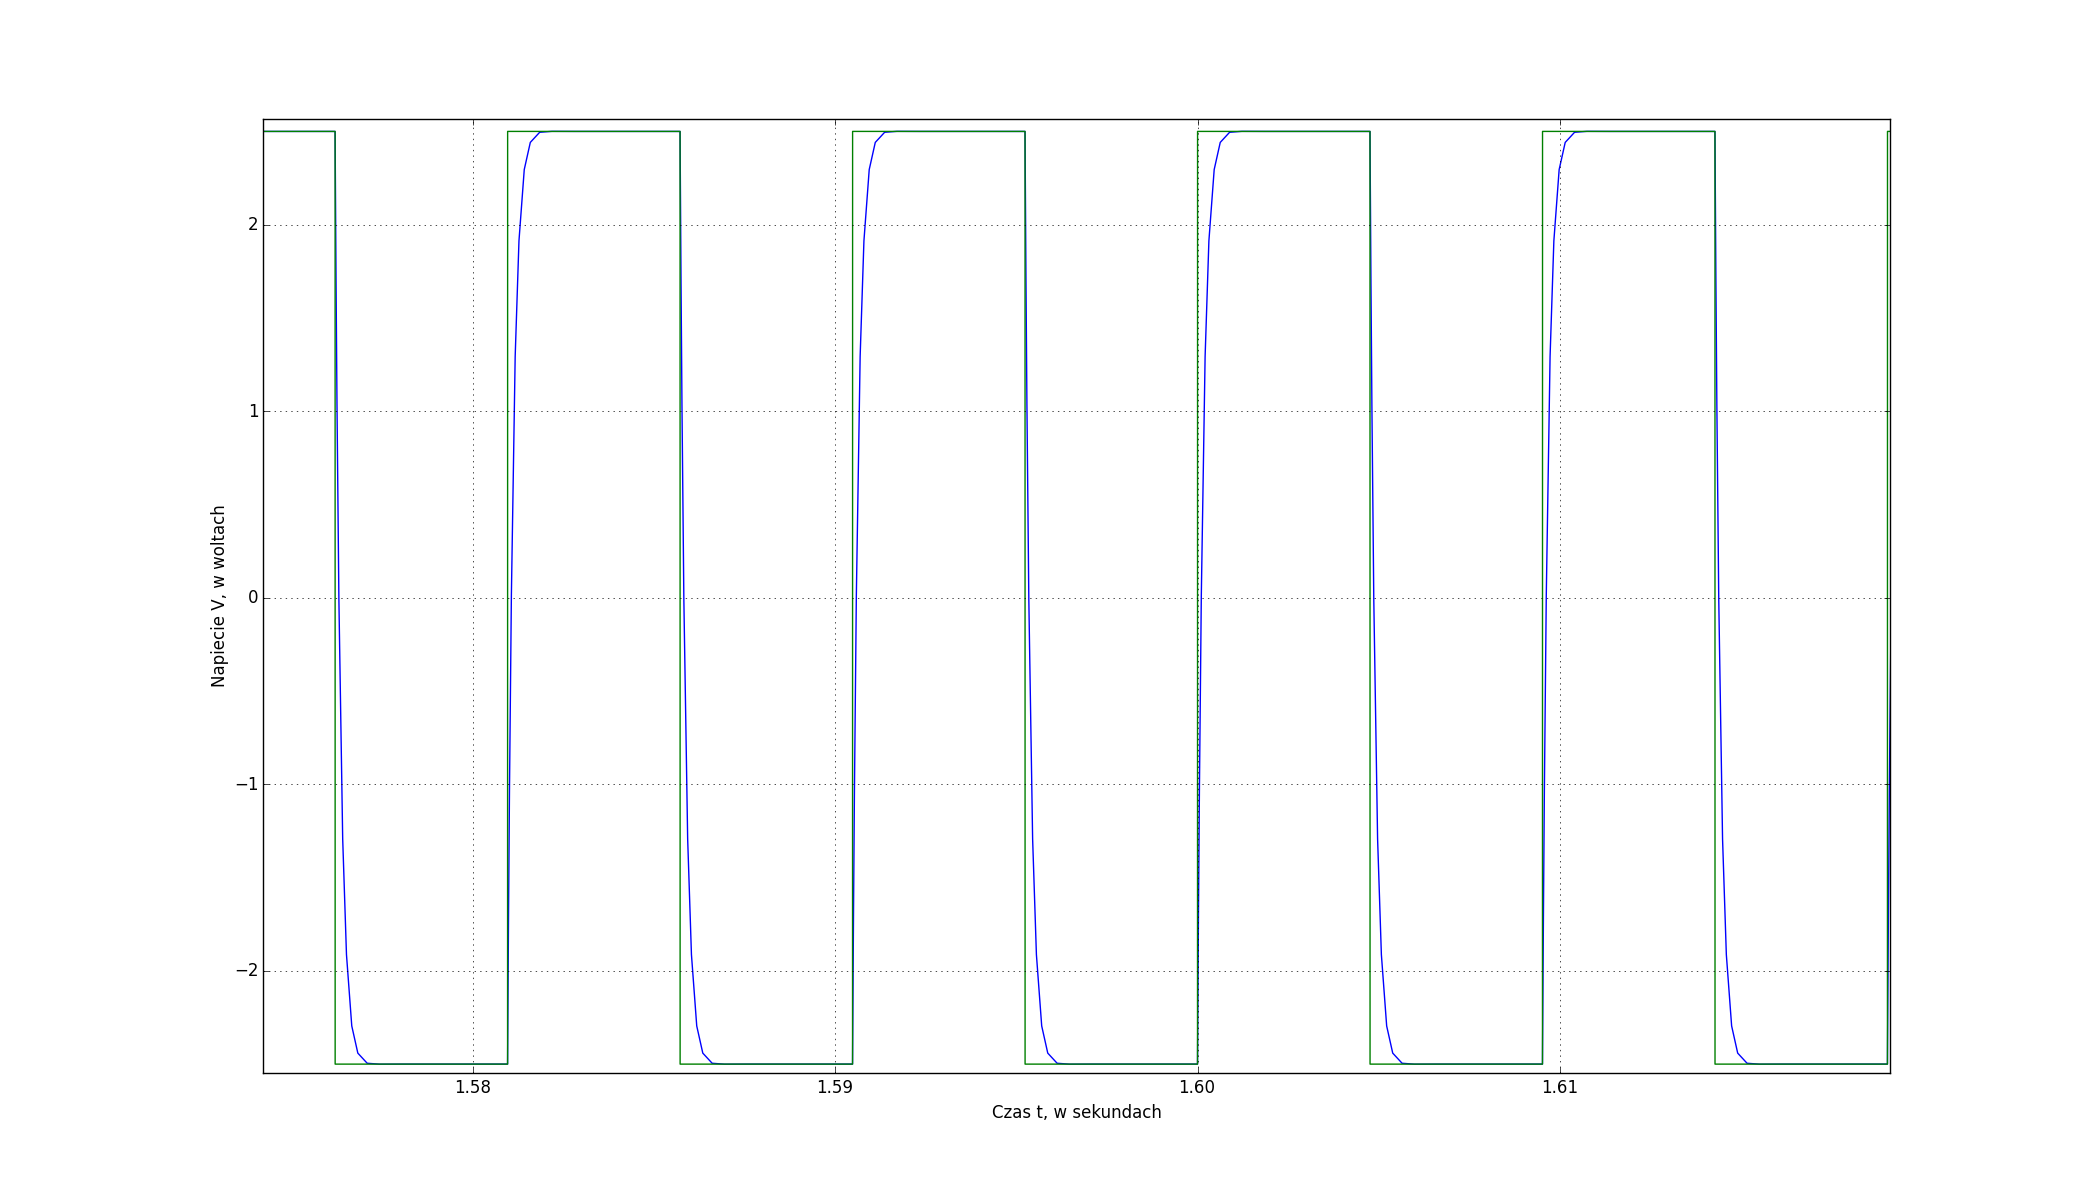 2
1
0
−1
−2
Napiecie V, w woltach
1.58 1.59 1.60 1.61
Czas t, w sekundach